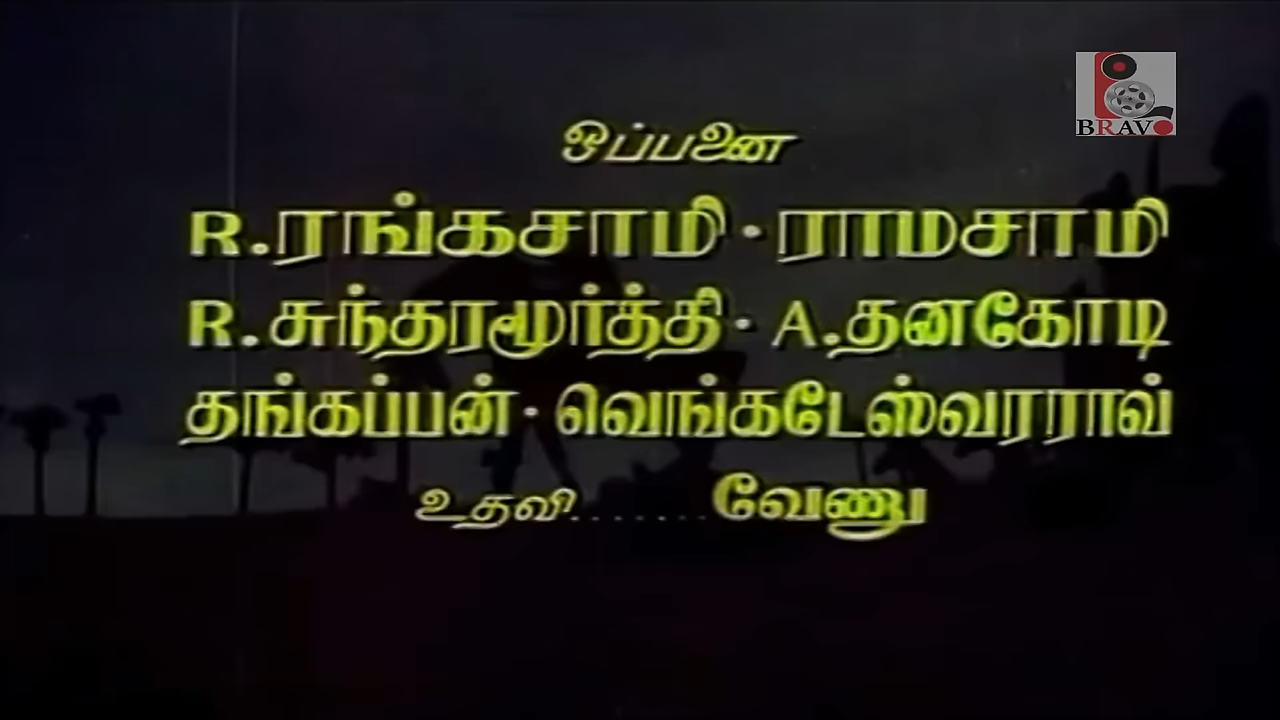 BRAVO
ஒப்பனை
R.ரங்கசாமி · ராமசாமி
R.சுந்தரமூர்த்தி · A.தனகோடி
தங்கப்பன் · வெங்கடேஸ்வரராவ்
உதவி.......வேணு